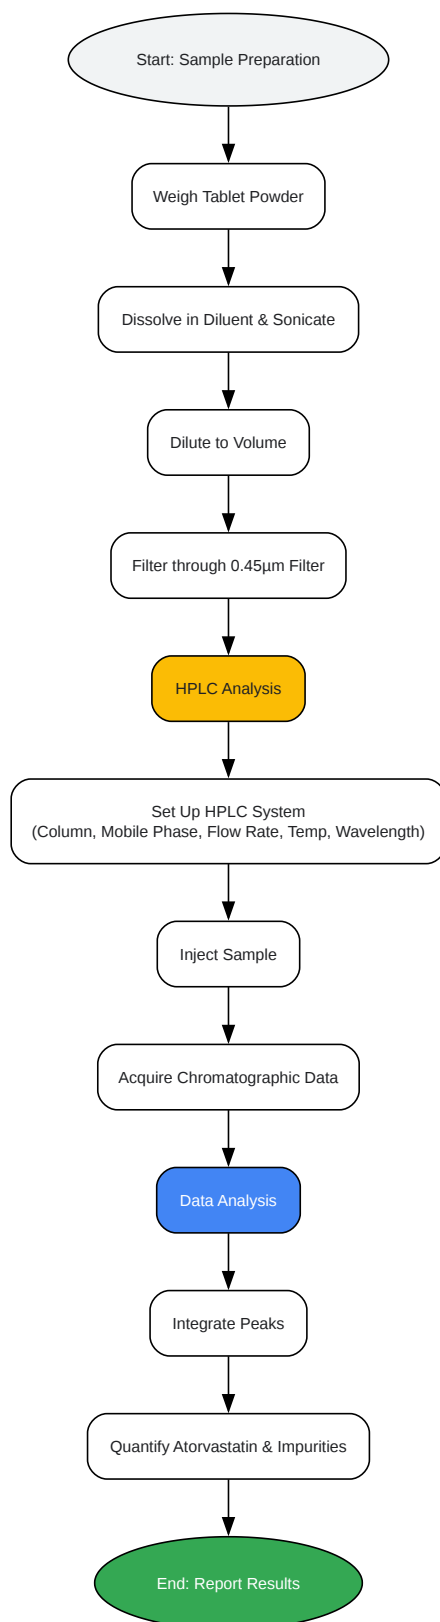 Start: Sample Preparation
Weigh Tablet Powder
Dissolve in Diluent & Sonicate
Dilute to Volume
Filter through 0.45µm Filter
HPLC Analysis
Set Up HPLC System
(Column, Mobile Phase, Flow Rate, Temp, Wavelength)
Inject Sample
Acquire Chromatographic Data
Data Analysis
Integrate Peaks
Quantify Atorvastatin & Impurities
End: Report Results